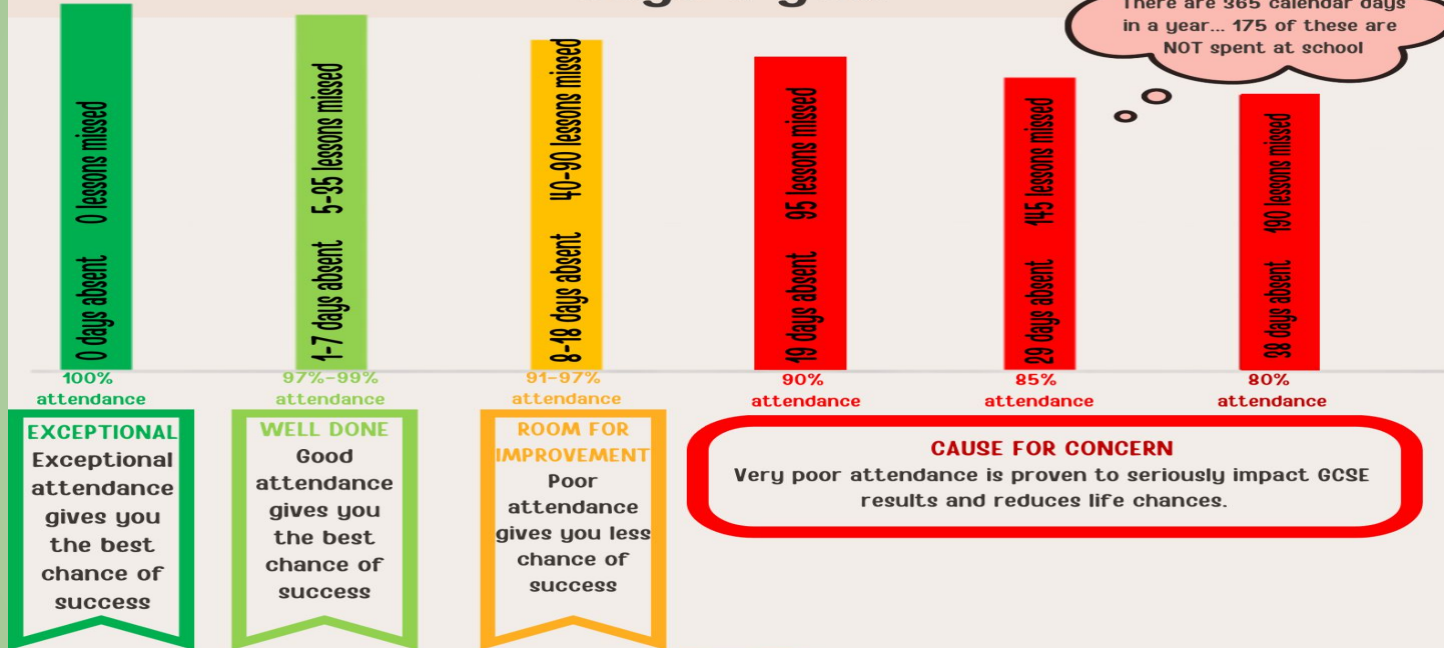 There are 365 calendar days
in a year... 175 of these are
NOT spent at school
0 days absent 0 lessons missed
1-7 days absent 5-35 lessons missed
8-18 days absent 40-90 lessons missed
19 days absent 95 lessons missed
29 days absent 145 lessons missed
38 days absent 190 lessons missed
100%
attendance
97%-99%
attendance
91-97%
attendance
90%
attendance
85%
attendance
80%
attendance
EXCEPTIONAL
Exceptional
attendance
gives you
the best
chance of
success
WELL DONE
Good
attendance
gives you
the best
chance of
success
ROOM FOR
IMPROVEMENT
Poor
attendance
gives you less
chance of
success
CAUSE FOR CONCERN
Very poor attendance is proven to seriously impact GCSE
results and reduces life chances.